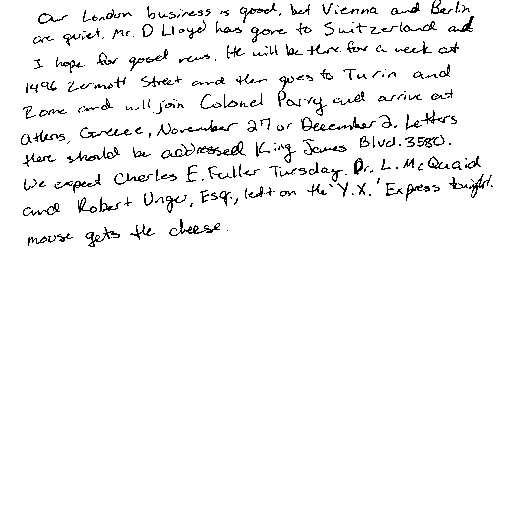 Our London business is good, but Vienna and Berlin
are quiet. Mr. D Lloyd has gone to Switzerland and
I hope for good news. He will be there for a week at
1496 Zermott Street and then goes to Turin and
Rome and will join Colonel Parry and arrive at
Athens, Greece, November 27 or December 2. Letters
there should be addressed King James Blvd. 3580.
We expect Charles E. Fuller Tuesday. Dr. L. McQuaid
and Robert Unger, Esq., left on the 'Y.X.' Express tonight.
mouse gets the cheese.